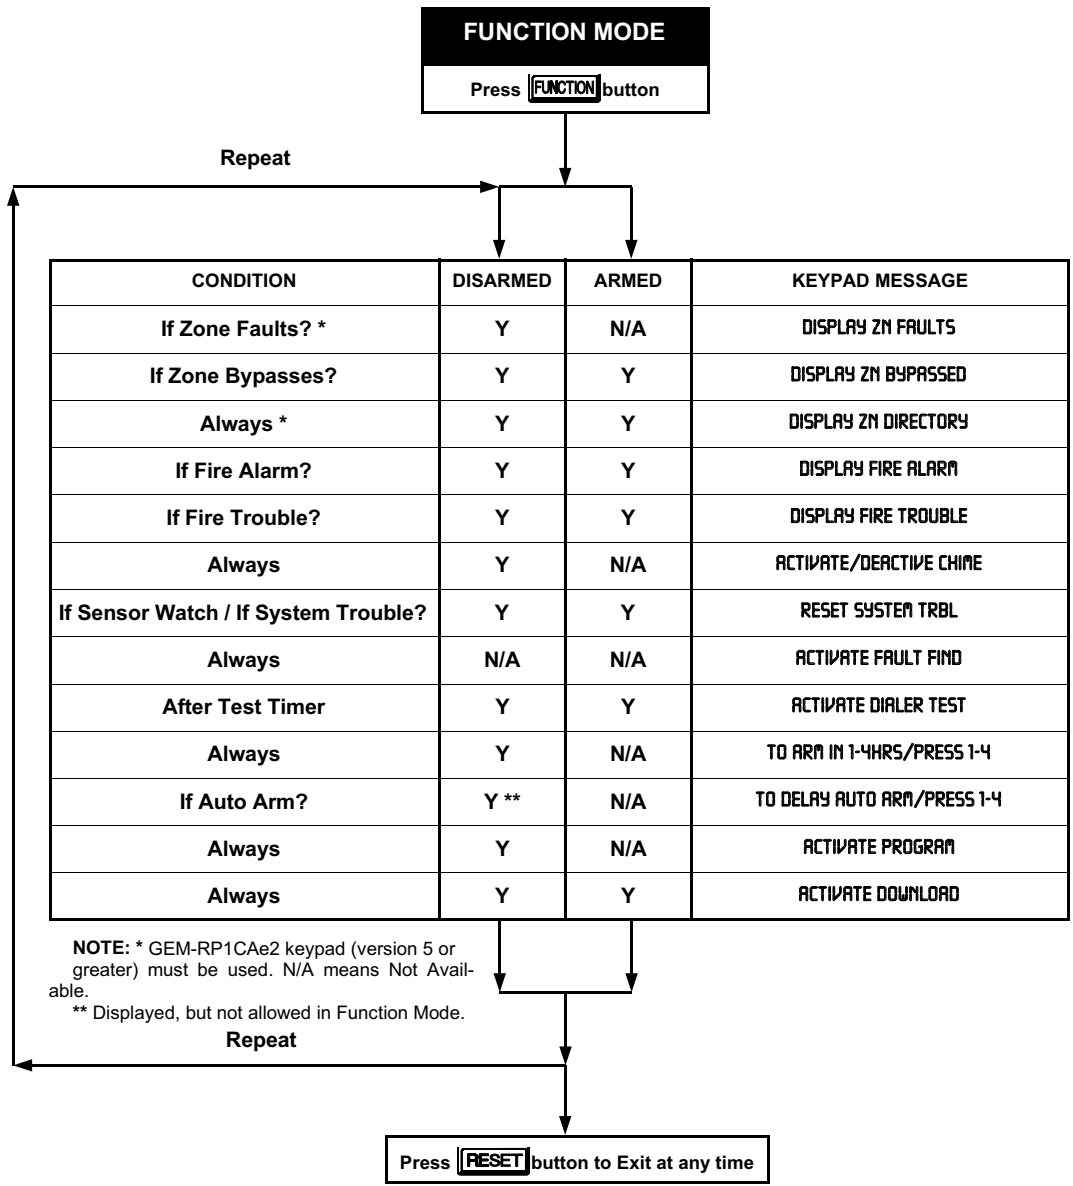 FUNCTION MODE
Press FUNCTION button
Repeat
CONDITION DISARMED ARMED KEYPAD MESSAGE
If Zone Faults? * Y N/A DISPLAY ZN FAULTS
If Zone Bypasses? Y Y DISPLAY ZN BYPASSED
Always * Y Y DISPLAY ZN DIRECTORY
If Fire Alarm? Y Y DISPLAY FIRE ALARM
If Fire Trouble? Y Y DISPLAY FIRE TROUBLE
Always Y N/A ACTIVATE/DEACTIVE CHIME
If Sensor Watch / If System Trouble? Y Y RESET SYSTEM TRBL
Always N/A N/A ACTIVATE FAULT FIND
After Test Timer Y Y ACTIVATE DIALER TEST
Always Y N/A TO ARM IN 1-4HRS/PRESS 1-4
If Auto Arm? Y ** N/A TO DELAY AUTO ARM/PRESS 1-4
Always Y N/A ACTIVATE PROGRAM
Always Y Y ACTIVATE DOWNLOAD
NOTE: * GEM-RP1CAe2 keypad (version 5 or
greater) must be used. N/A means Not Avail-
able.
** Displayed, but not allowed in Function Mode.
Repeat
Press RESET button to Exit at any time